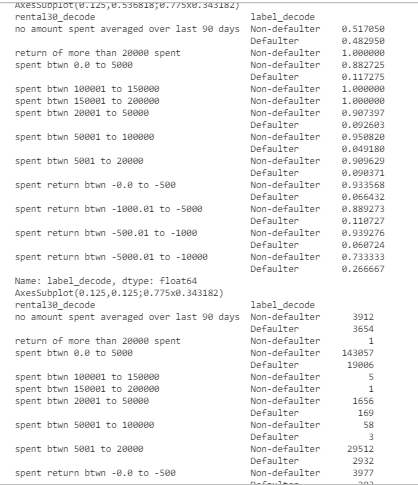 AxesSubplot(0.125,0.536818;0.775x0.343182)
rental30_decode label_decode
no amount spent averaged over last 90 days Non-defaulter 0.517050
Defaulter 0.482950
return of more than 20000 spent Non-defaulter 1.000000
spent btwn 0.0 to 5000 Non-defaulter 0.882725
Defaulter 0.117275
spent btwn 100001 to 150000 Non-defaulter 1.000000
spent btwn 150001 to 200000 Non-defaulter 1.000000
spent btwn 20001 to 50000 Non-defaulter 0.907397
Defaulter 0.092603
spent btwn 50001 to 100000 Non-defaulter 0.950820
Defaulter 0.049180
spent btwn 5001 to 20000 Non-defaulter 0.909629
Defaulter 0.090371
spent return btwn -0.0 to -500 Non-defaulter 0.933568
Defaulter 0.066432
spent return btwn -1000.01 to -5000 Non-defaulter 0.889273
Defaulter 0.110727
spent return btwn -500.01 to -1000 Non-defaulter 0.939276
Defaulter 0.060724
spent return btwn -5000.01 to -10000 Non-defaulter 0.733333
Defaulter 0.266667
Name: label_decode, dtype: float64
AxesSubplot(0.125,0.125;0.775x0.343182)
rental30_decode label_decode
no amount spent averaged over last 90 days Non-defaulter 3912
Defaulter 3654
return of more than 20000 spent Non-defaulter 1
spent btwn 0.0 to 5000 Non-defaulter 143057
Defaulter 19006
spent btwn 100001 to 150000 Non-defaulter 5
spent btwn 150001 to 200000 Non-defaulter 1
spent btwn 20001 to 50000 Non-defaulter 1656
Defaulter 169
spent btwn 50001 to 100000 Non-defaulter 58
Defaulter 3
spent btwn 5001 to 20000 Non-defaulter 29512
Defaulter 2932
spent return btwn -0.0 to -500 Non-defaulter 3977
Defaulter